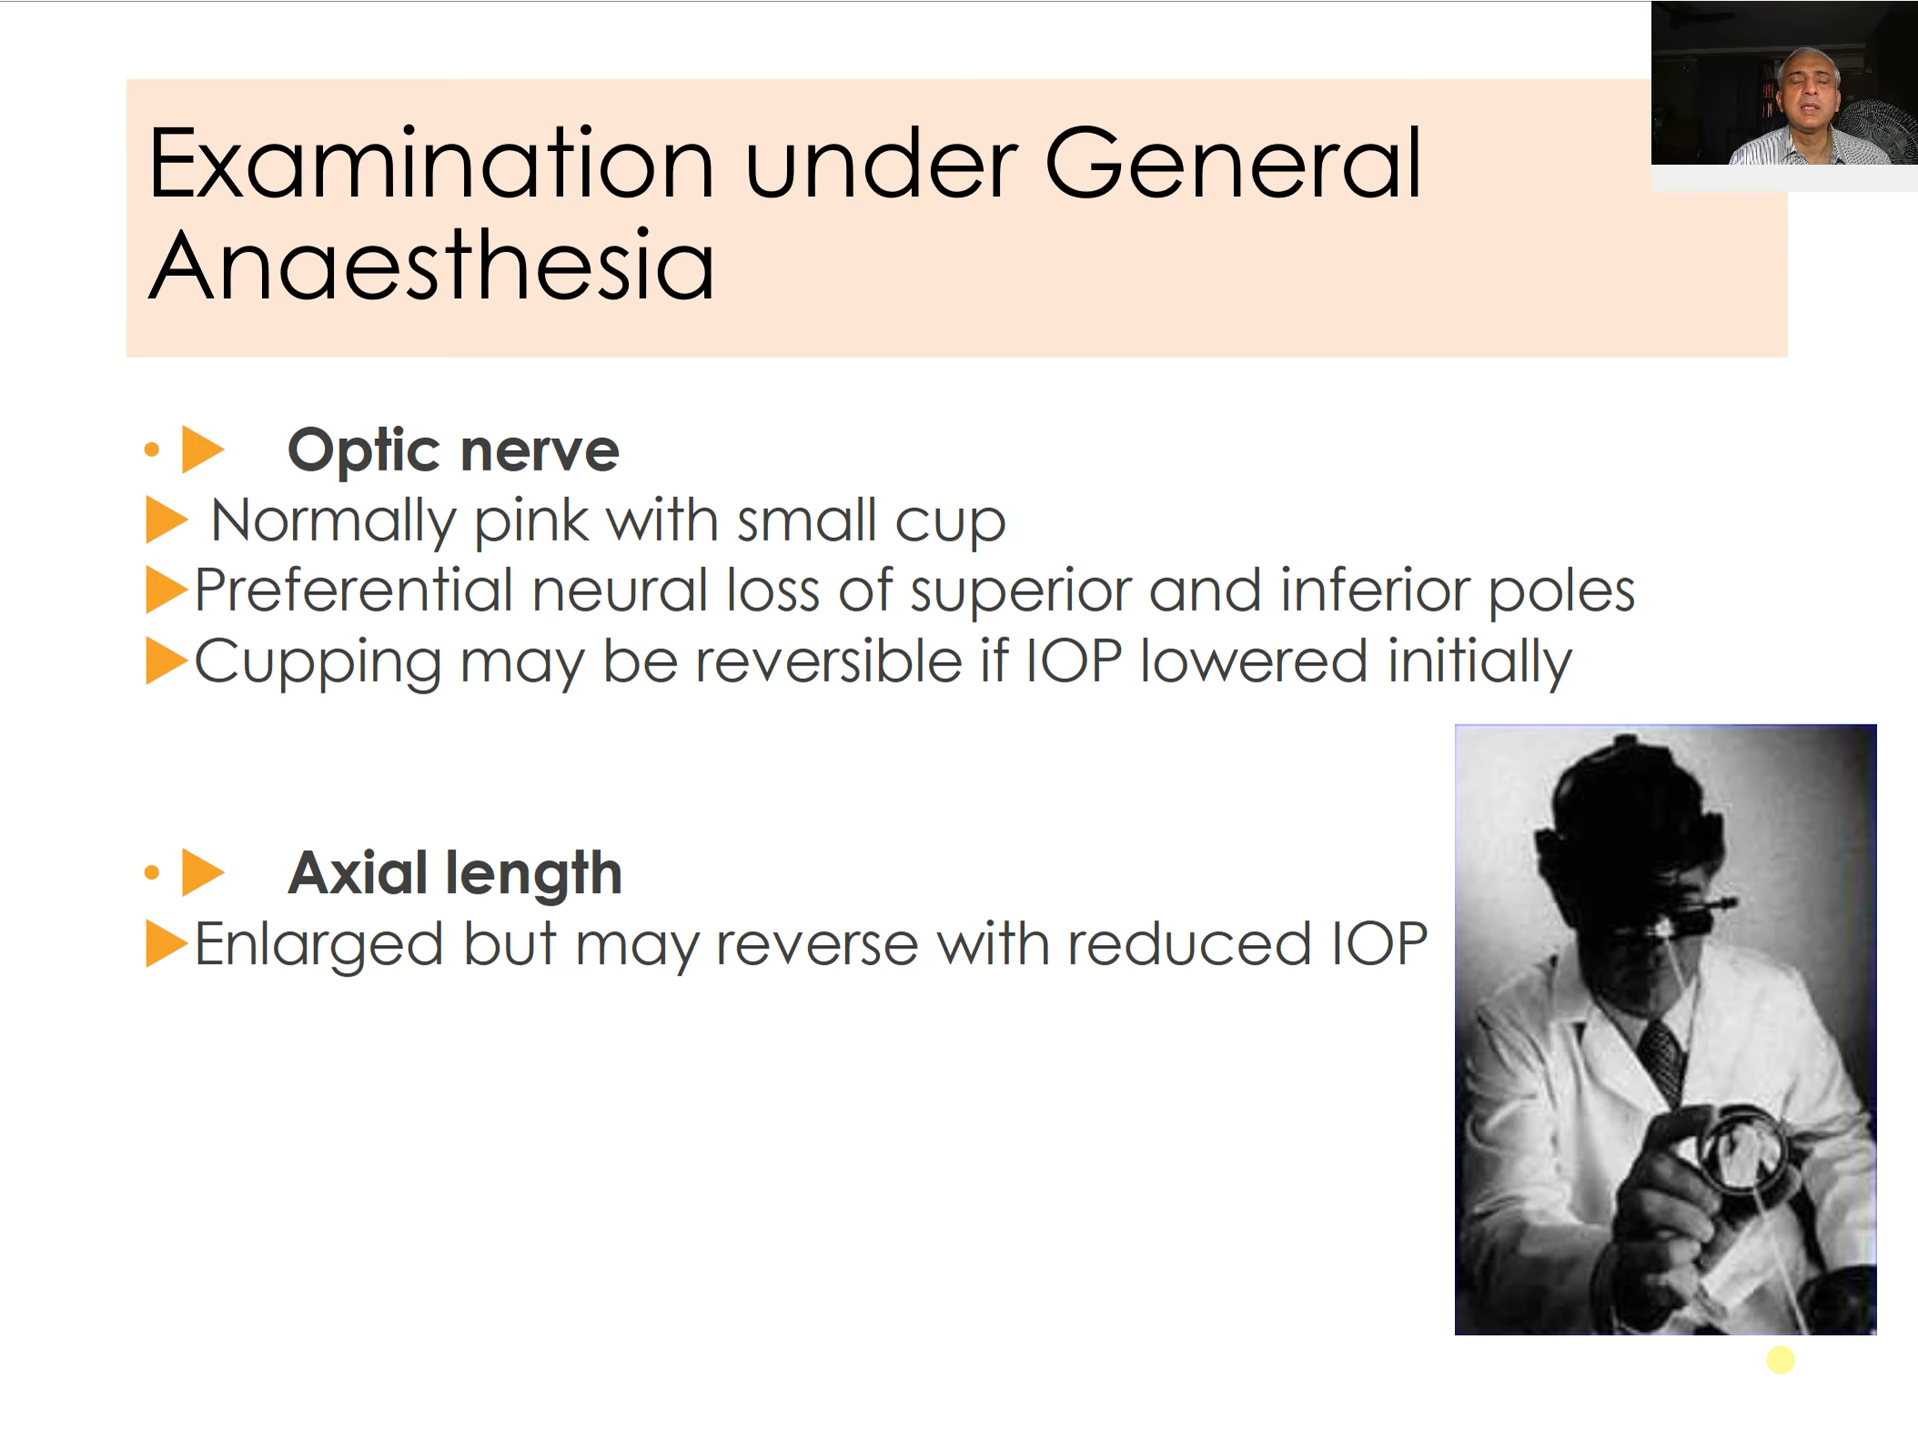 Examination under General
Anaesthesia
• ▶ Optic nerve
▶ Normally pink with small cup
▶Preferential neural loss of superior and inferior poles
▶Cupping may be reversible if IOP lowered initially
• ▶ Axial length
▶Enlarged but may reverse with reduced IOP